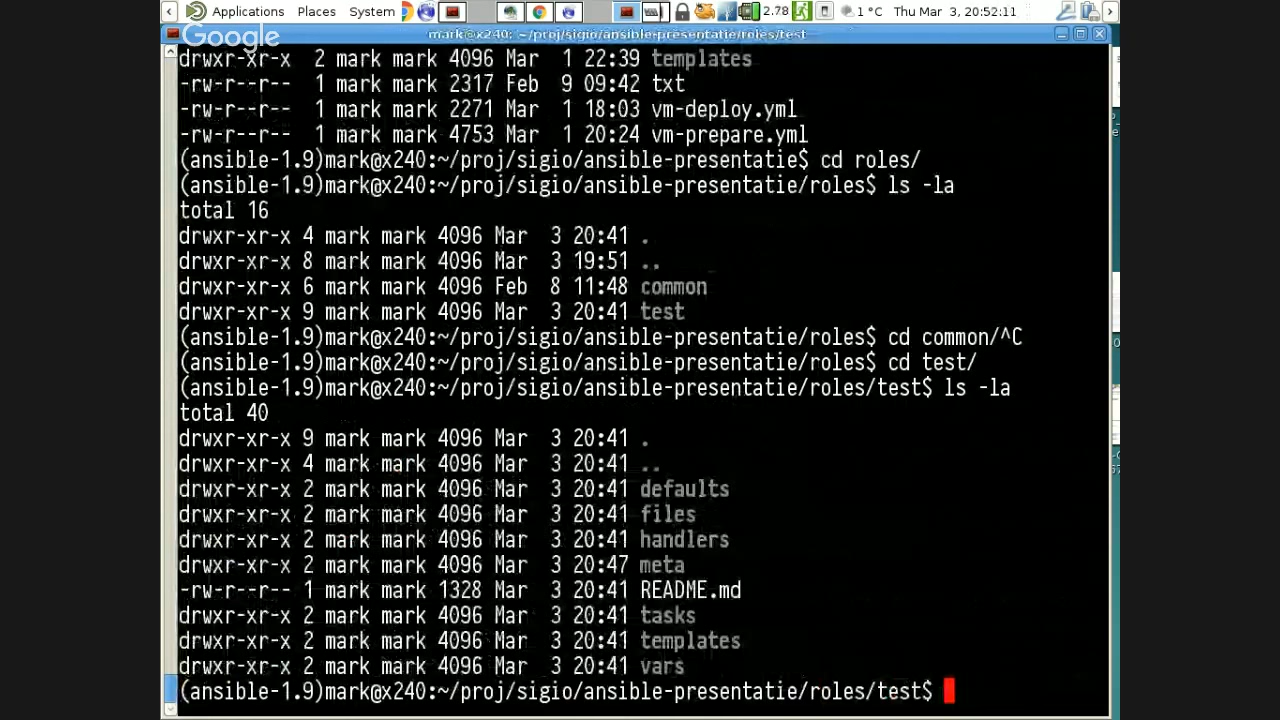 Applications Places System 2.78 1 °C Thu Mar 3, 20:52:11
Google
mark@x240: ~/proj/sigio/ansible-presentatie/roles/test
drwxr-xr-x 2 mark mark 4096 Mar 1 22:39 templates
-rw-r--r-- 1 mark mark 2317 Feb 9 09:42 txt
-rw-r--r-- 1 mark mark 2271 Mar 1 18:03 vm-deploy.yml
-rw-r--r-- 1 mark mark 4753 Mar 1 20:24 vm-prepare.yml
(ansible-1.9)mark@x240:~/proj/sigio/ansible-presentatie$ cd roles/
(ansible-1.9)mark@x240:~/proj/sigio/ansible-presentatie/roles$ ls -la
total 16
drwxr-xr-x 4 mark mark 4096 Mar 3 20:41 .
drwxr-xr-x 8 mark mark 4096 Mar 3 19:51 ..
drwxr-xr-x 6 mark mark 4096 Feb 8 11:48 common
drwxr-xr-x 9 mark mark 4096 Mar 3 20:41 test
(ansible-1.9)mark@x240:~/proj/sigio/ansible-presentatie/roles$ cd common/^C
(ansible-1.9)mark@x240:~/proj/sigio/ansible-presentatie/roles$ cd test/
(ansible-1.9)mark@x240:~/proj/sigio/ansible-presentatie/roles/test$ ls -la
total 40
drwxr-xr-x 9 mark mark 4096 Mar 3 20:41 .
drwxr-xr-x 4 mark mark 4096 Mar 3 20:41 ..
drwxr-xr-x 2 mark mark 4096 Mar 3 20:41 defaults
drwxr-xr-x 2 mark mark 4096 Mar 3 20:41 files
drwxr-xr-x 2 mark mark 4096 Mar 3 20:41 handlers
drwxr-xr-x 2 mark mark 4096 Mar 3 20:47 meta
-rw-r--r-- 1 mark mark 1328 Mar 3 20:41 README.md
drwxr-xr-x 2 mark mark 4096 Mar 3 20:41 tasks
drwxr-xr-x 2 mark mark 4096 Mar 3 20:41 templates
drwxr-xr-x 2 mark mark 4096 Mar 3 20:41 vars
(ansible-1.9)mark@x240:~/proj/sigio/ansible-presentatie/roles/test$